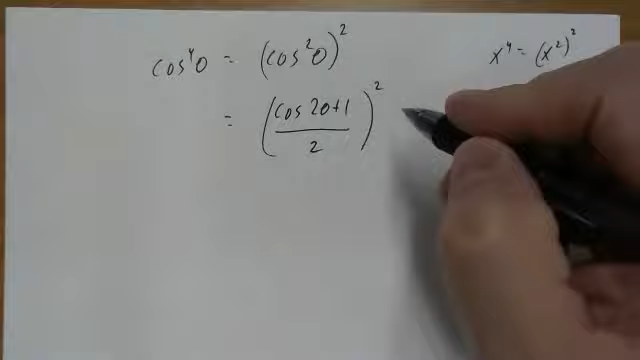 cos⁴θ = (cos²θ)² x⁴ = (x²)²
= ((cos 2θ+1)/2)²